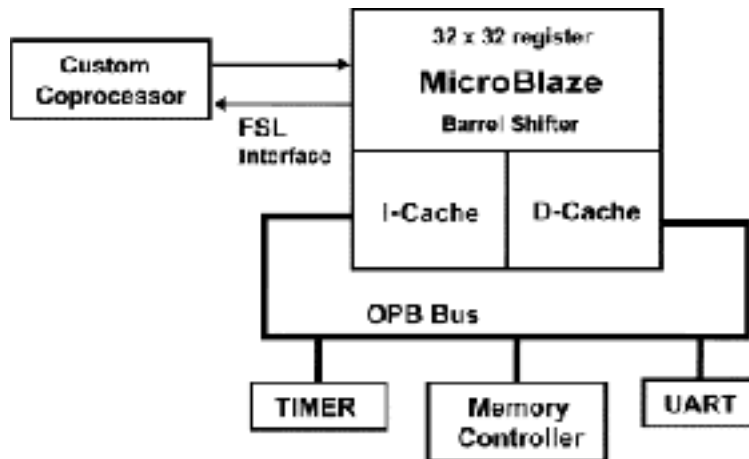 32 x 32 register
MicroBlaze
Barrel Shifter
Custom
Coprocessor
FSL
Interface
I-Cache
D-Cache
OPB Bus
TIMER
Memory
Controller
UART